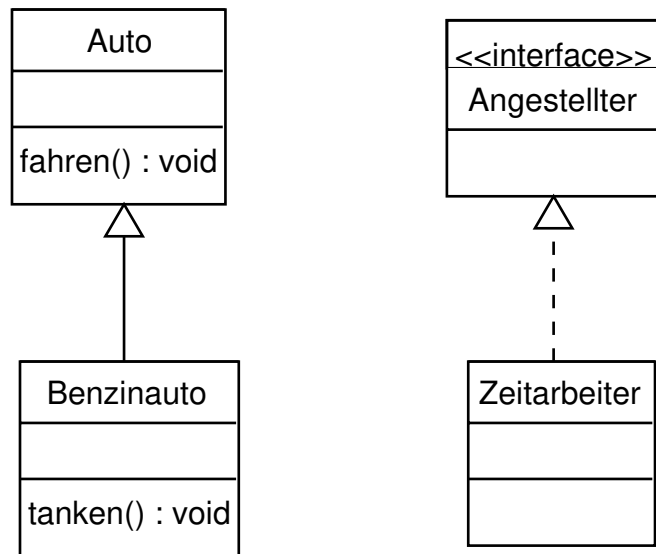 Auto
fahren() : void
Benzinauto
tanken() : void
<<interface>>
Angestellter
Zeitarbeiter